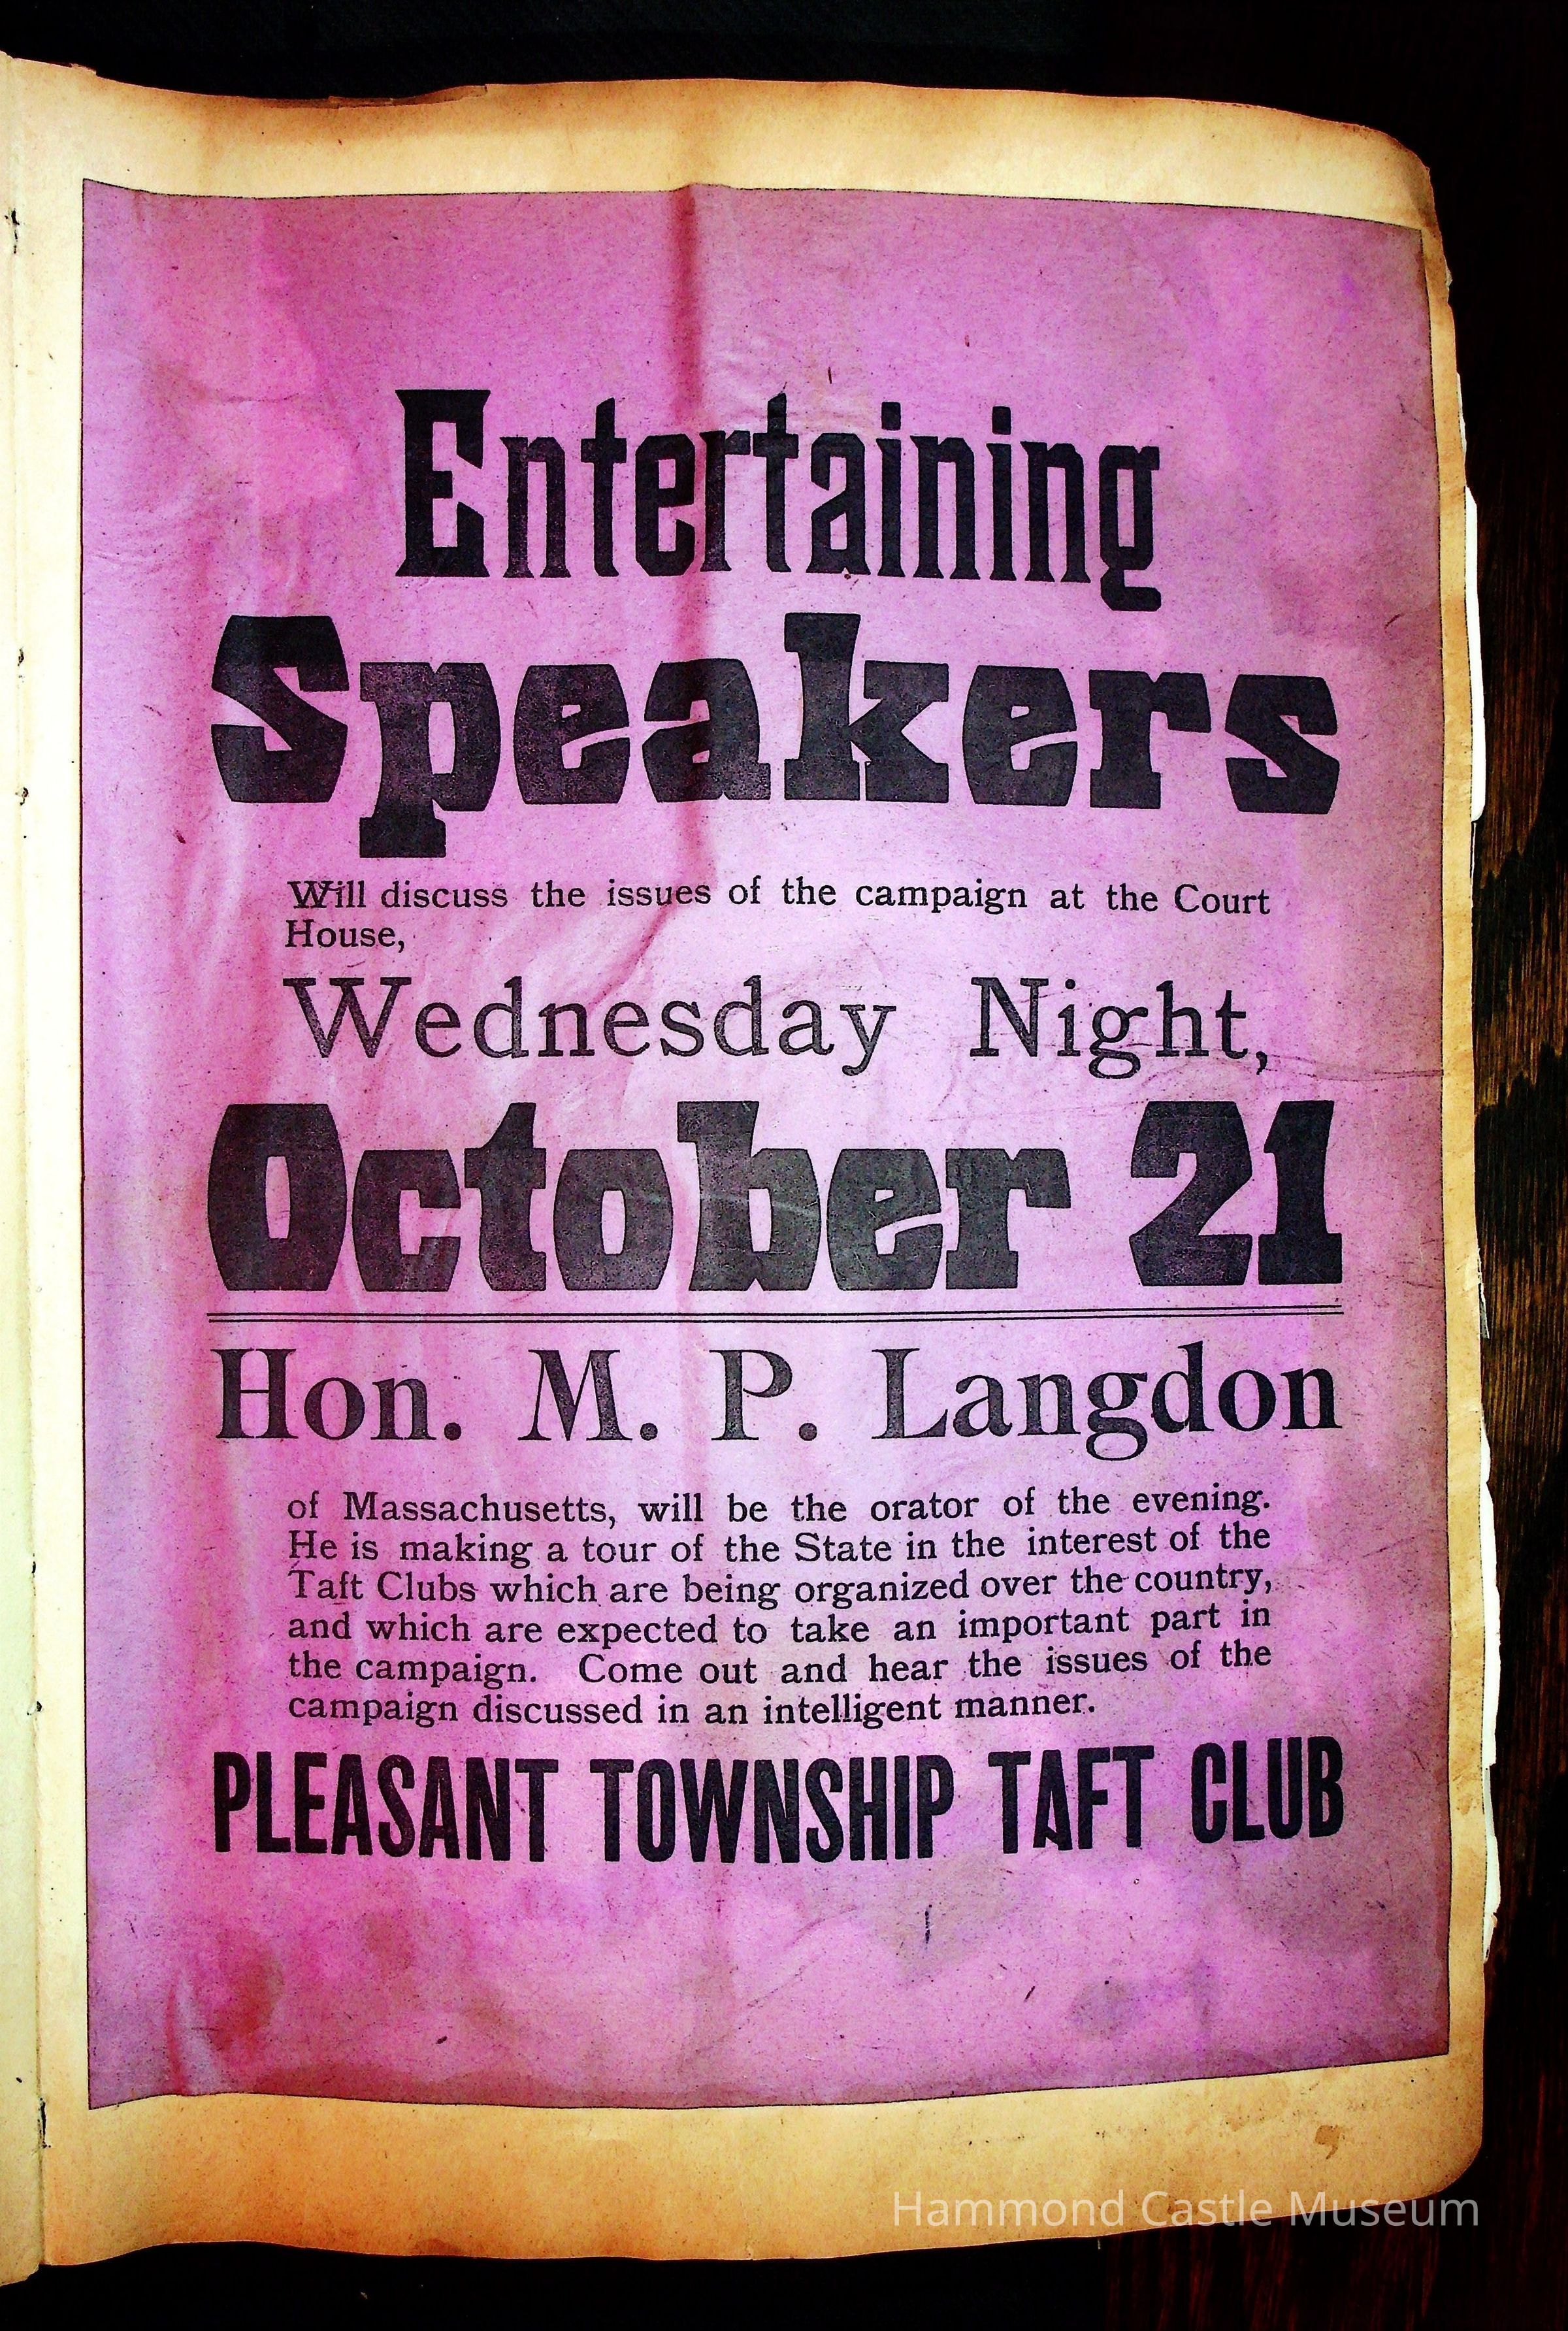 Entertaining
Speakers
Will discuss the issues of the campaign at the Court
House,
Wednesday Night,
October 21
Hon. M. P. Langdon
of Massachusetts, will be the orator of the evening.
He is making a tour of the State in the interest of the
Taft Clubs which are being organized over the country,
and which are expected to take an important part in
the campaign. Come out and hear the issues of the
campaign discussed in an intelligent manner.
PLEASANT TOWNSHIP TAFT CLUB
Hammond Castle Museum